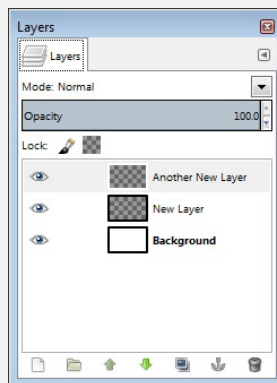 Layers
Layers
Mode: Normal
Opacity 100.0
Lock:
Another New Layer
New Layer
Background